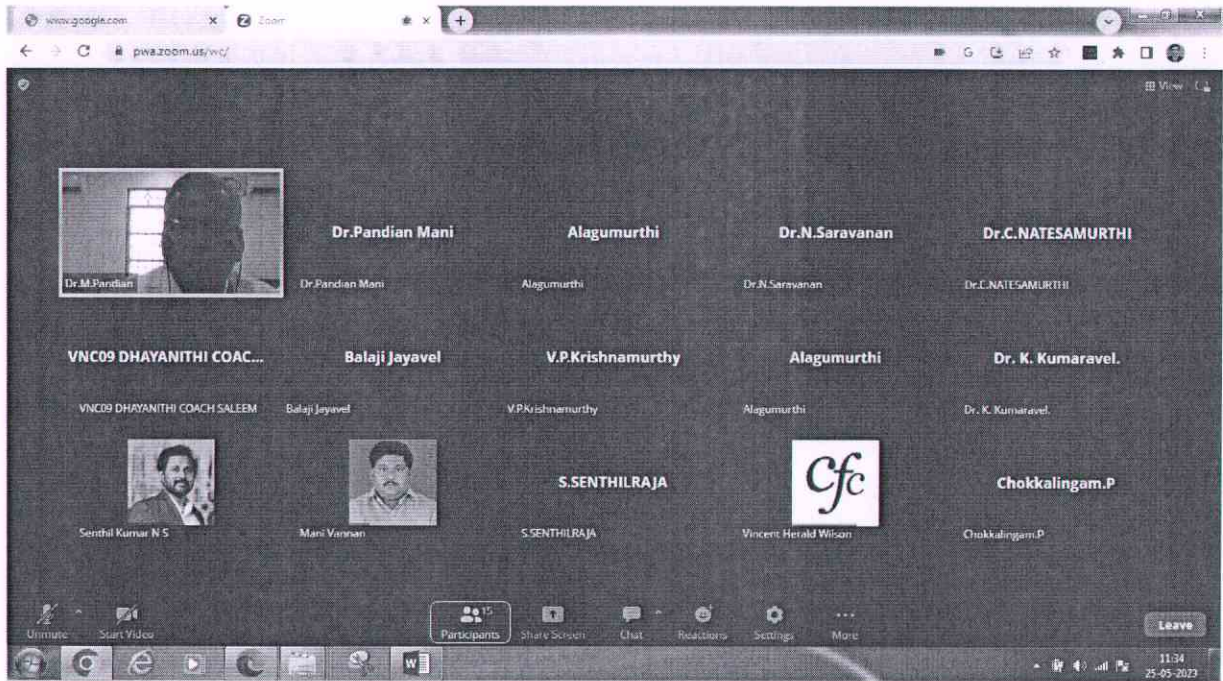 www.google.com
Zoom
pwa.zoom.us/wc/
View
Dr.M.Pandian
Dr.Pandian Mani
Dr.Pandian Mani
Alagumurthi
Alagumurthi
Dr.N.Saravanan
Dr.N.Saravanan
Dr.C.NATESAMURTHI
Dr.C.NATESAMURTHI
VNC09 DHAYANITHI COAC...
VNC09 DHAYANITHI COACH SALEEM
Balaji Jayavel
Balaji Jayavel
V.P.Krishnamurthy
V.P.Krishnamurthy
Alagumurthi
Alagumurthi
Dr. K. Kumaravel.
Dr. K. Kumaravel.
Senthil Kumar N S
Mani Vannan
S.SENTHILRAJA
S.SENTHILRAJA
cfc
Vincent Herald Wilson
Chokkalingam.P
Chokkalingam.P
Unmute
Start Video
15
Participants
Share Screen
Chat
Reactions
Settings
More
Leave
W
11:34
25-05-2023